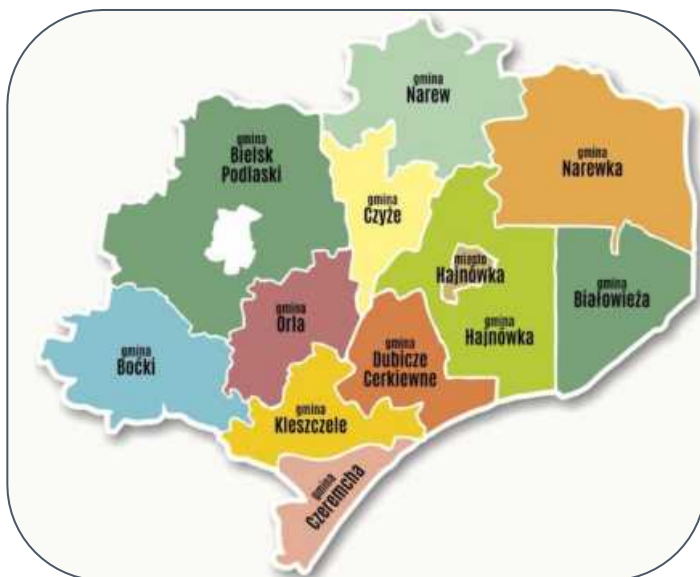 gmina
Narew
gmina
Bielsk
Podlaski
gmina
Narewka
gmina
Czyże
miasto
Hajnówka
gmina
Białowieża
gmina
Orla
gmina
Hajnówka
gmina
Dubicze
Cerkiewne
gmina
Boćki
gmina
Kleszczele
gmina
Czeremcha